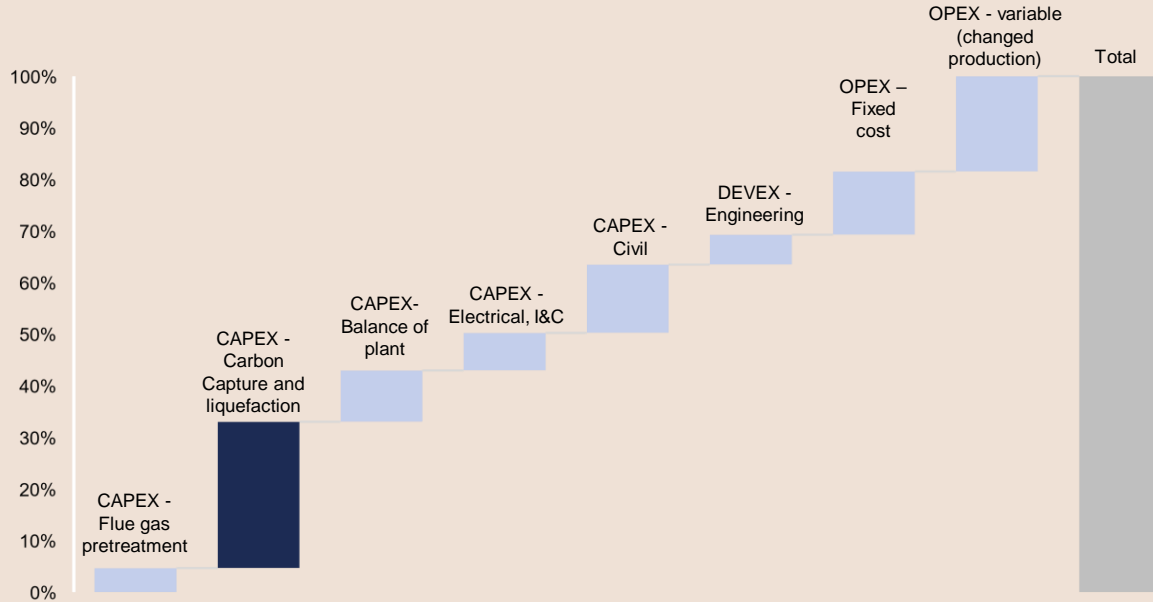 OPEX - variable
(changed
production)
Total
100%
OPEX –
Fixed
cost
90%
80%
DEVEX -
Engineering
70%
CAPEX -
Civil
60%
CAPEX -
Electrical, I&C
CAPEX-
Balance of
plant
50%
CAPEX -
Carbon
Capture and
liquefaction
40%
30%
20%
CAPEX -
Flue gas
pretreatment
10%
0%